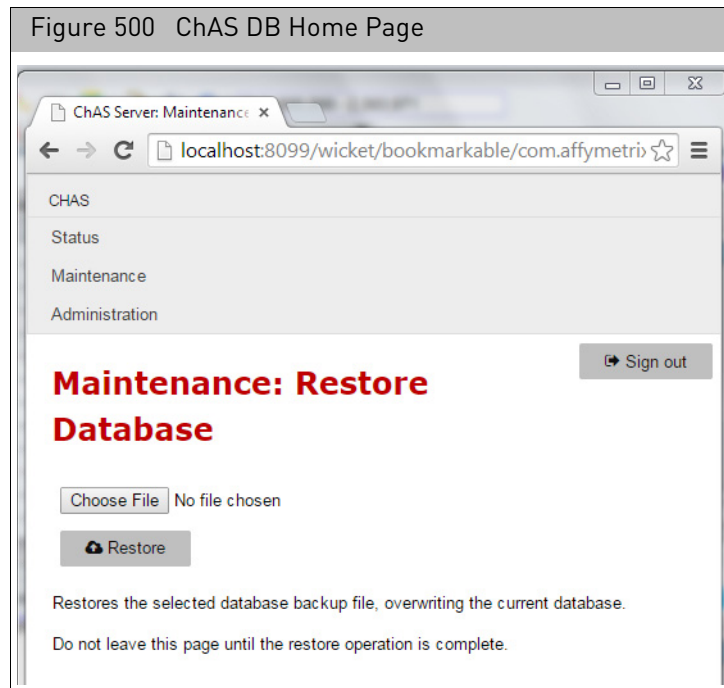 Figure 500 ChAS DB Home Page
ChAS Server: Maintenance
localhost:8099/wicket/bookmarkable/com.affymetrix
CHAS
Status
Maintenance
Administration
Sign out
Maintenance: Restore
Database
Choose File No file chosen
Restore
Restores the selected database backup file, overwriting the current database.
Do not leave this page until the restore operation is complete.